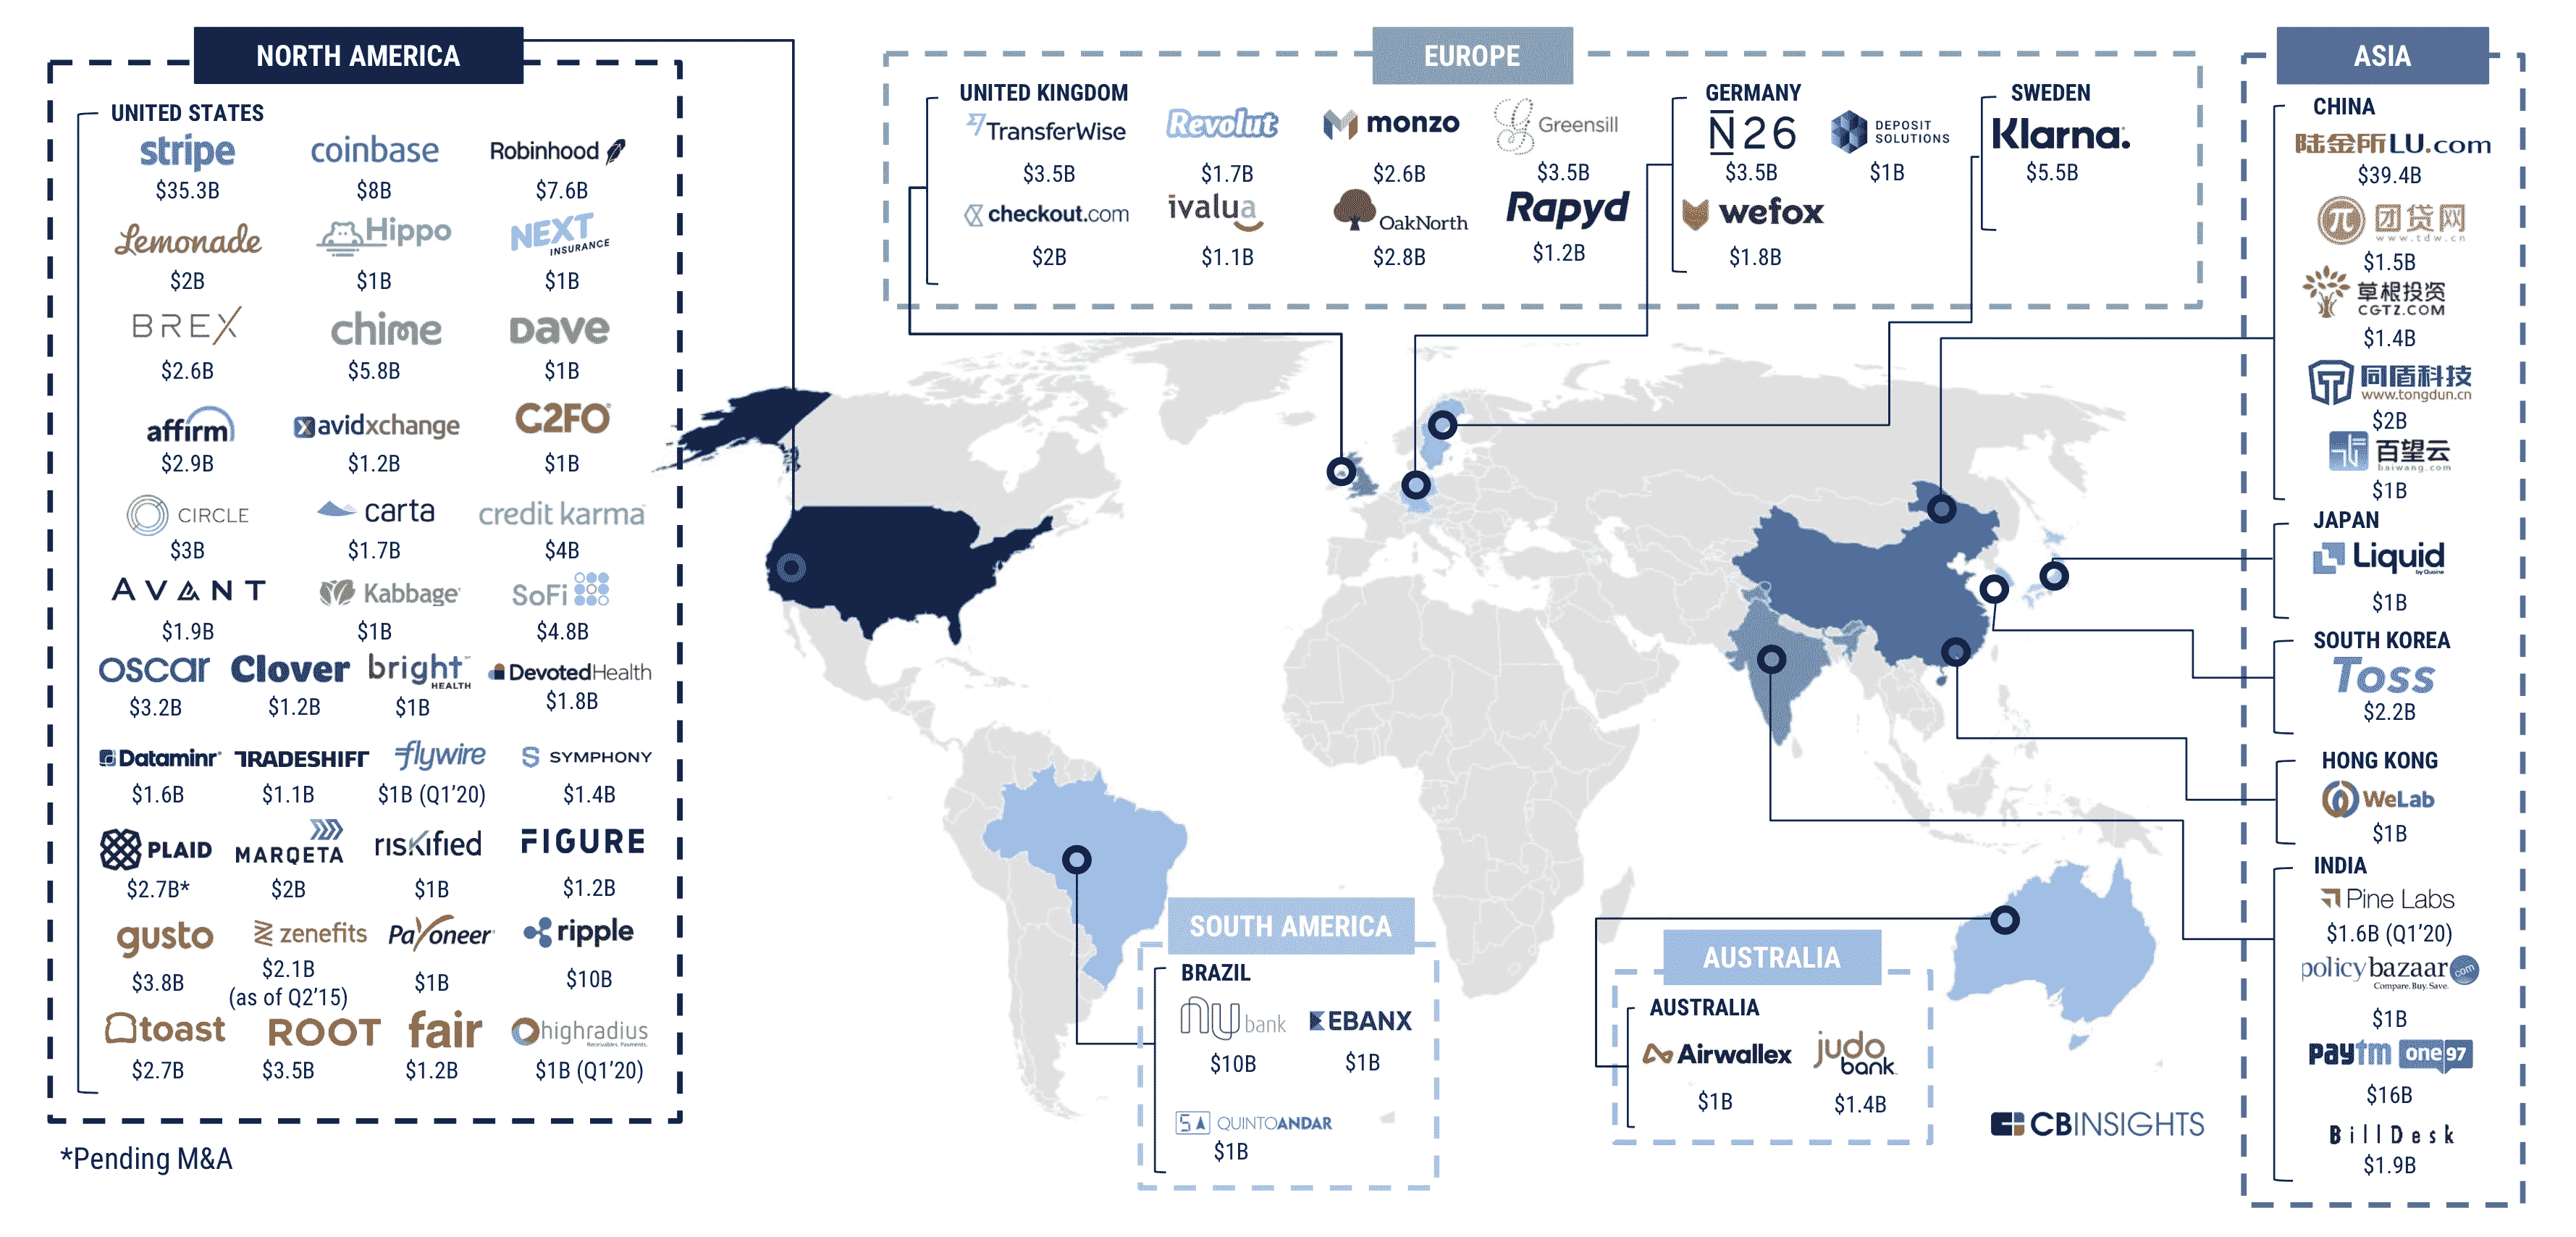 NORTH AMERICA
UNITED STATES
stripe coinbase Robinhood
$35.3B $8B $7.6B
Lemonade Hippo NEXT INSURANCE
$2B $1B $1B
BREX chime Dave
$2.6B $5.8B $1B
affirm avidxchange C2FO
$2.9B $1.2B $1B
CIRCLE carta credit karma
$3B $1.7B $4B
AVANT Kabbage SoFi
$1.9B $1B $4.8B
oscar Clover bright HEALTH DevotedHealth
$3.2B $1.2B $1B $1.8B
Dataminr TRADESHIFT flywire SYMPHONY
$1.6B $1.1B $1B (Q1'20) $1.4B
PLAID MARQETA riskified FIGURE
$2.7B* $2B $1B $1.2B
gusto zenefits Payoneer ripple
$3.8B $2.1B $1B $10B
(as of Q2'15)
toast ROOT fair highradius
Receivables. Payments.
$2.7B $3.5B $1.2B $1B (Q1'20)
*Pending M&A
EUROPE
UNITED KINGDOM
TransferWise Revolut monzo Greensill
$3.5B $1.7B $2.6B $3.5B
checkout.com ivalua OakNorth Rapyd
$2B $1.1B $2.8B $1.2B
GERMANY
N26 DEPOSIT SOLUTIONS
$3.5B $1B
wefox
$1.8B
SWEDEN
Klarna.
$5.5B
ASIA
CHINA
陆金所LU.com
$39.4B
团贷网
www.tdw.cn
$1.5B
草根投资
CGTZ.COM
$1.4B
同盾科技
www.tongdun.cn
$2B
百望云
baiwang.com
$1B
JAPAN
Liquid
by Quoine
$1B
SOUTH KOREA
Toss
$2.2B
HONG KONG
WeLab
$1B
INDIA
Pine Labs
$1.6B (Q1'20)
policybazaar.com
Compare. Buy. Save.
$1B
paytm one97
$16B
BillDesk
$1.9B
SOUTH AMERICA
BRAZIL
nubank EBANX
$10B $1B
5A QUINTOANDAR
$1B
AUSTRALIA
AUSTRALIA
Airwallex judo bank
$1B $1.4B
CBINSIGHTS